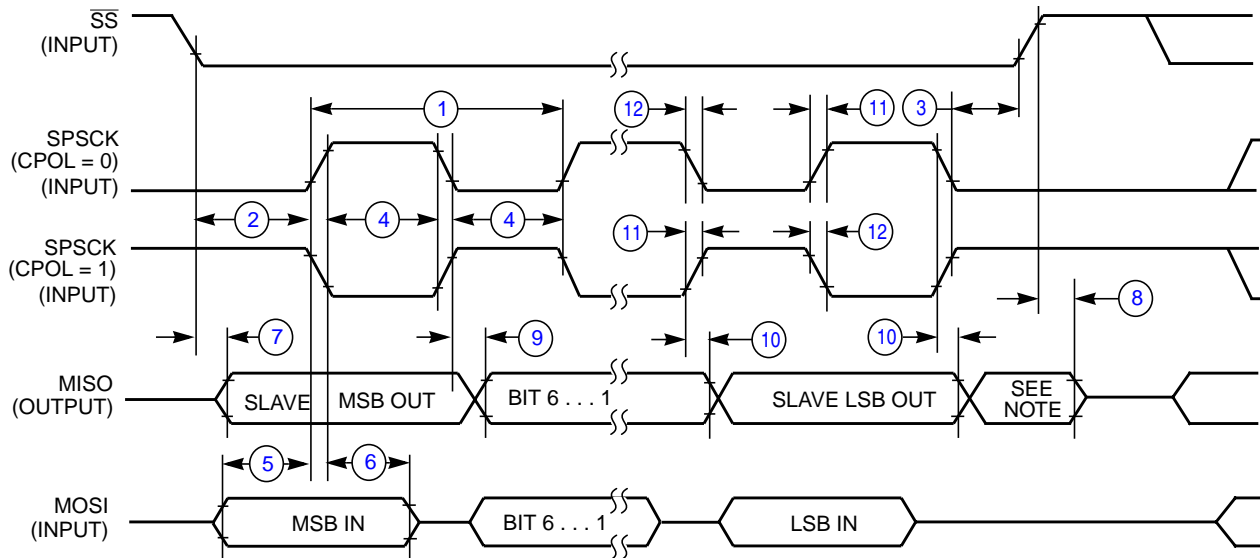 SS
(INPUT)
1
12
11
3
SPSCK
(CPOL = 0)
(INPUT)
2
4
4
SPSCK
(CPOL = 1)
(INPUT)
11
12
8
7
9
10
10
MISO
(OUTPUT)
SLAVE
MSB OUT
BIT 6 . . . 1
SLAVE LSB OUT
SEE
NOTE
5
6
MOSI
(INPUT)
MSB IN
BIT 6 . . . 1
LSB IN